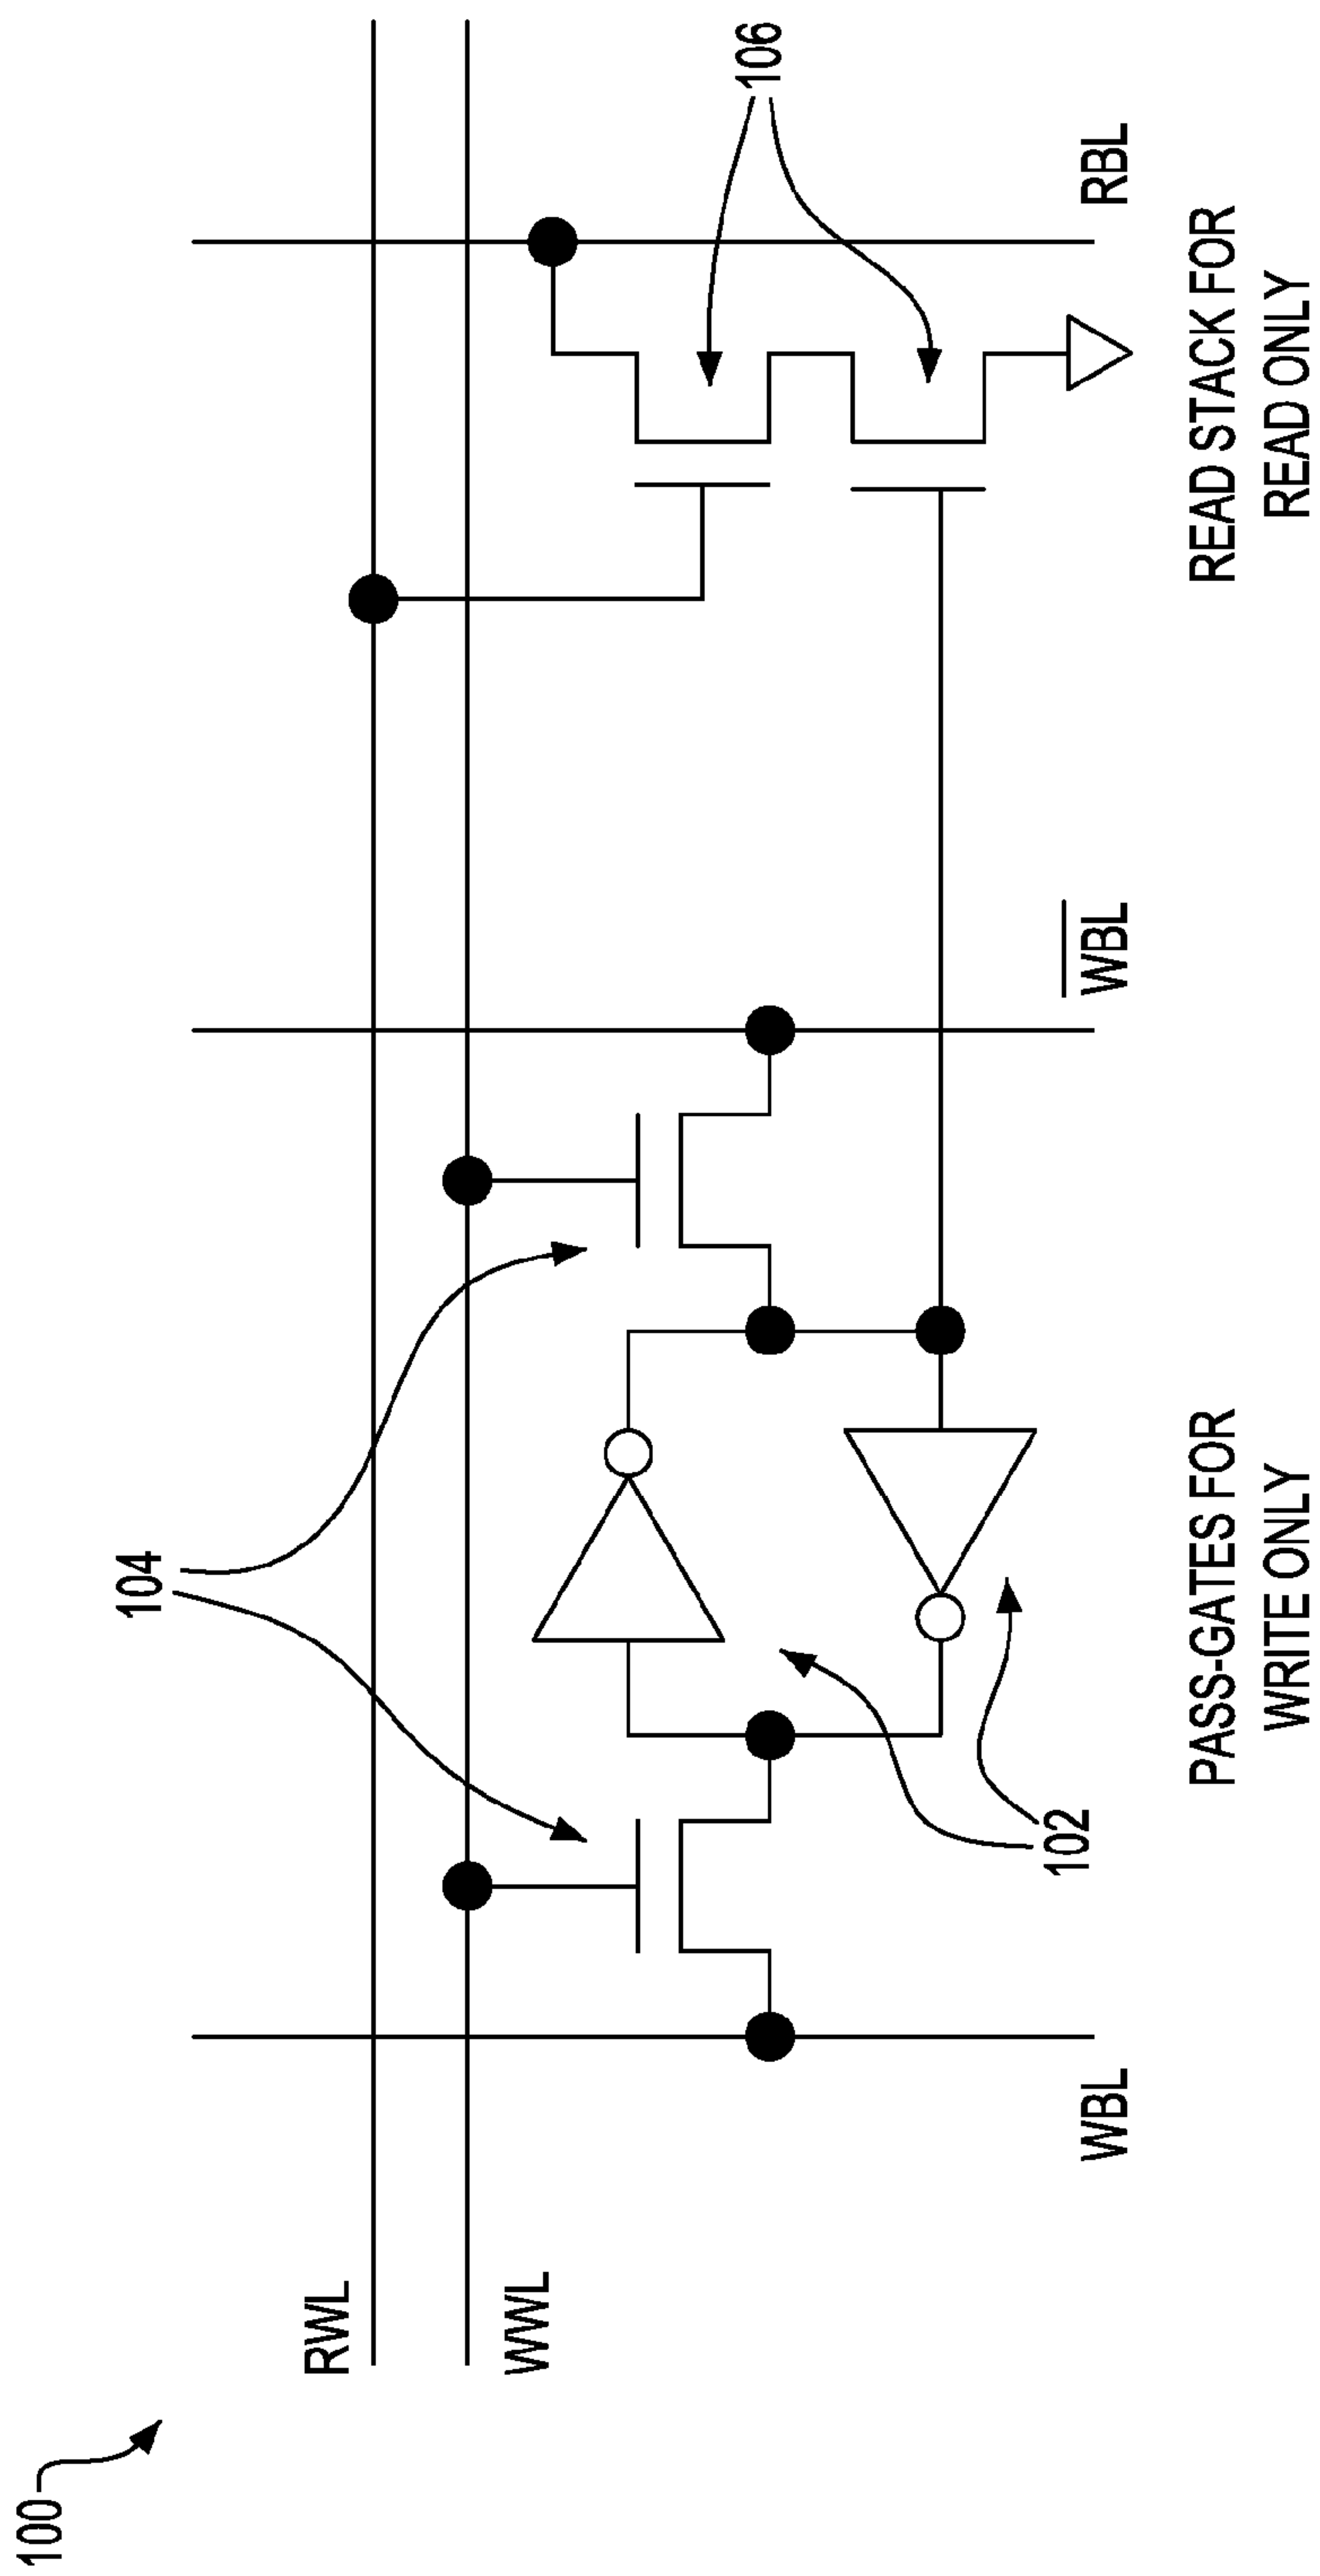 100
RWL
WWL
104
106
102
WBL
WBL
RBL
PASS-GATES FOR
WRITE ONLY
READ STACK FOR
READ ONLY